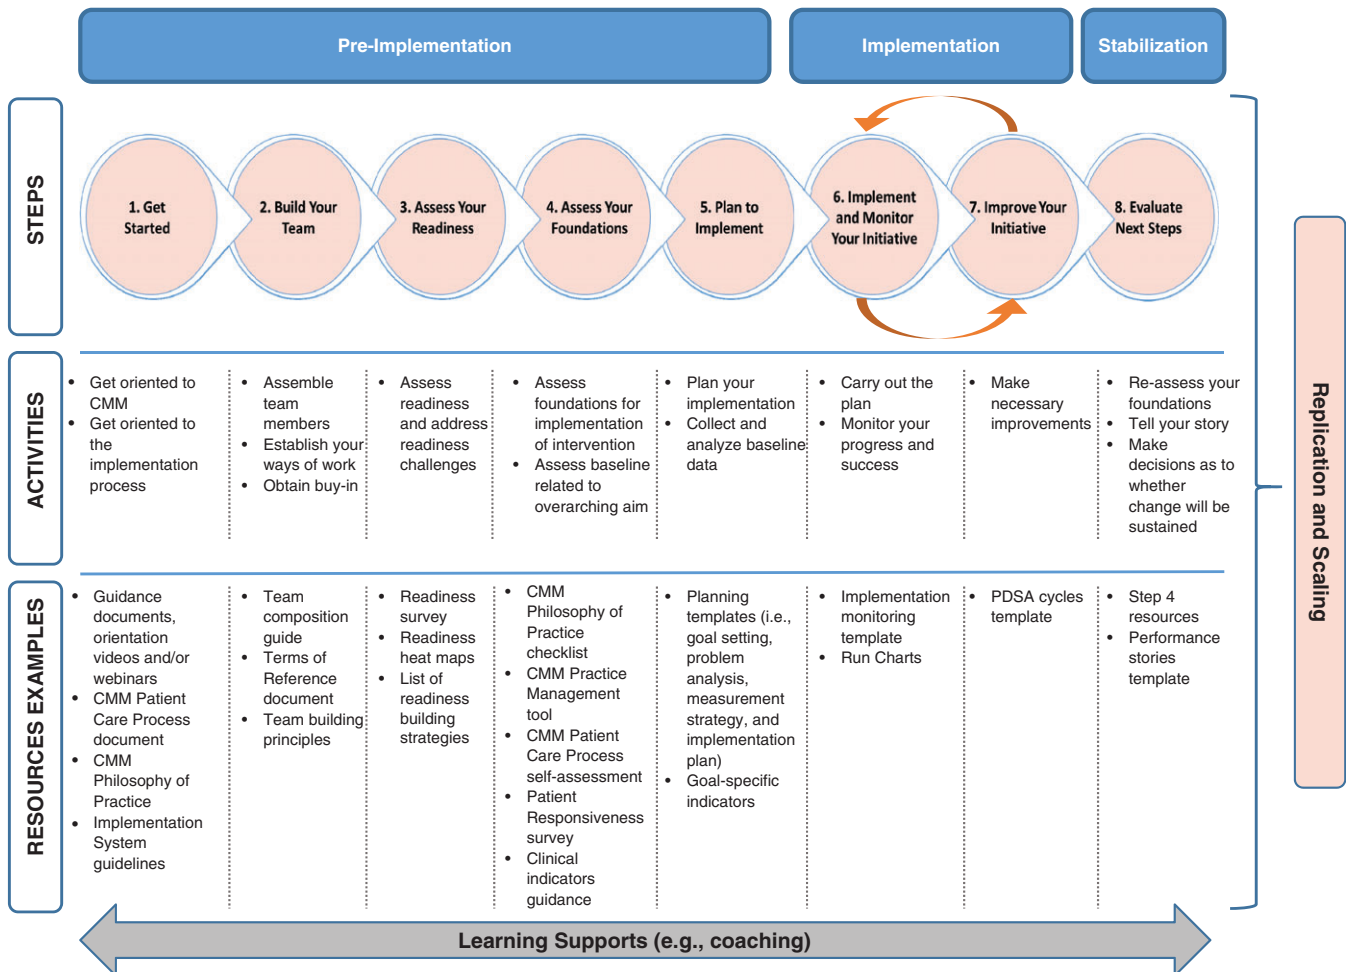 Pre-Implementation
Implementation
Stabilization
STEPS
1. Get
Started
2. Build Your
Team
3. Assess Your
Readiness
4. Assess Your
Foundations
5. Plan to
Implement
6. Implement
and Monitor
Your Initiative
7. Improve Your
Initiative
8. Evaluate
Next Steps
ACTIVITIES
• Get oriented to
CMM
• Get oriented to
the
implementation
process
• Assemble
team
members
• Establish your
ways of work
• Obtain buy-in
• Assess
readiness
and address
readiness
challenges
• Assess
foundations for
implementation
of intervention
• Assess baseline
related to
overarching aim
• Plan your
implementation
• Collect and
analyze baseline
data
• Carry out the
plan
• Monitor your
progress and
success
• Make
necessary
improvements
• Re-assess your
foundations
• Tell your story
• Make
decisions as to
whether
change will be
sustained
RESOURCES EXAMPLES
• Guidance
documents,
orientation
videos and/or
webinars
• CMM Patient
Care Process
document
• CMM
Philosophy of
Practice
• Implementation
System
guidelines
• Team
composition
guide
• Terms of
Reference
document
• Team building
principles
• Readiness
survey
• Readiness
heat maps
• List of
readiness
building
strategies
• CMM
Philosophy of
Practice
checklist
• CMM Practice
Management
tool
• CMM Patient
Care Process
self-assessment
• Patient
Responsiveness
survey
• Clinical
indicators
guidance
• Planning
templates (i.e.,
goal setting,
problem
analysis,
measurement
strategy, and
implementation
plan)
• Goal-specific
indicators
• Implementation
monitoring
template
• Run Charts
• PDSA cycles
template
• Step 4
resources
• Performance
stories
template
Replication and Scaling
Learning Supports (e.g., coaching)